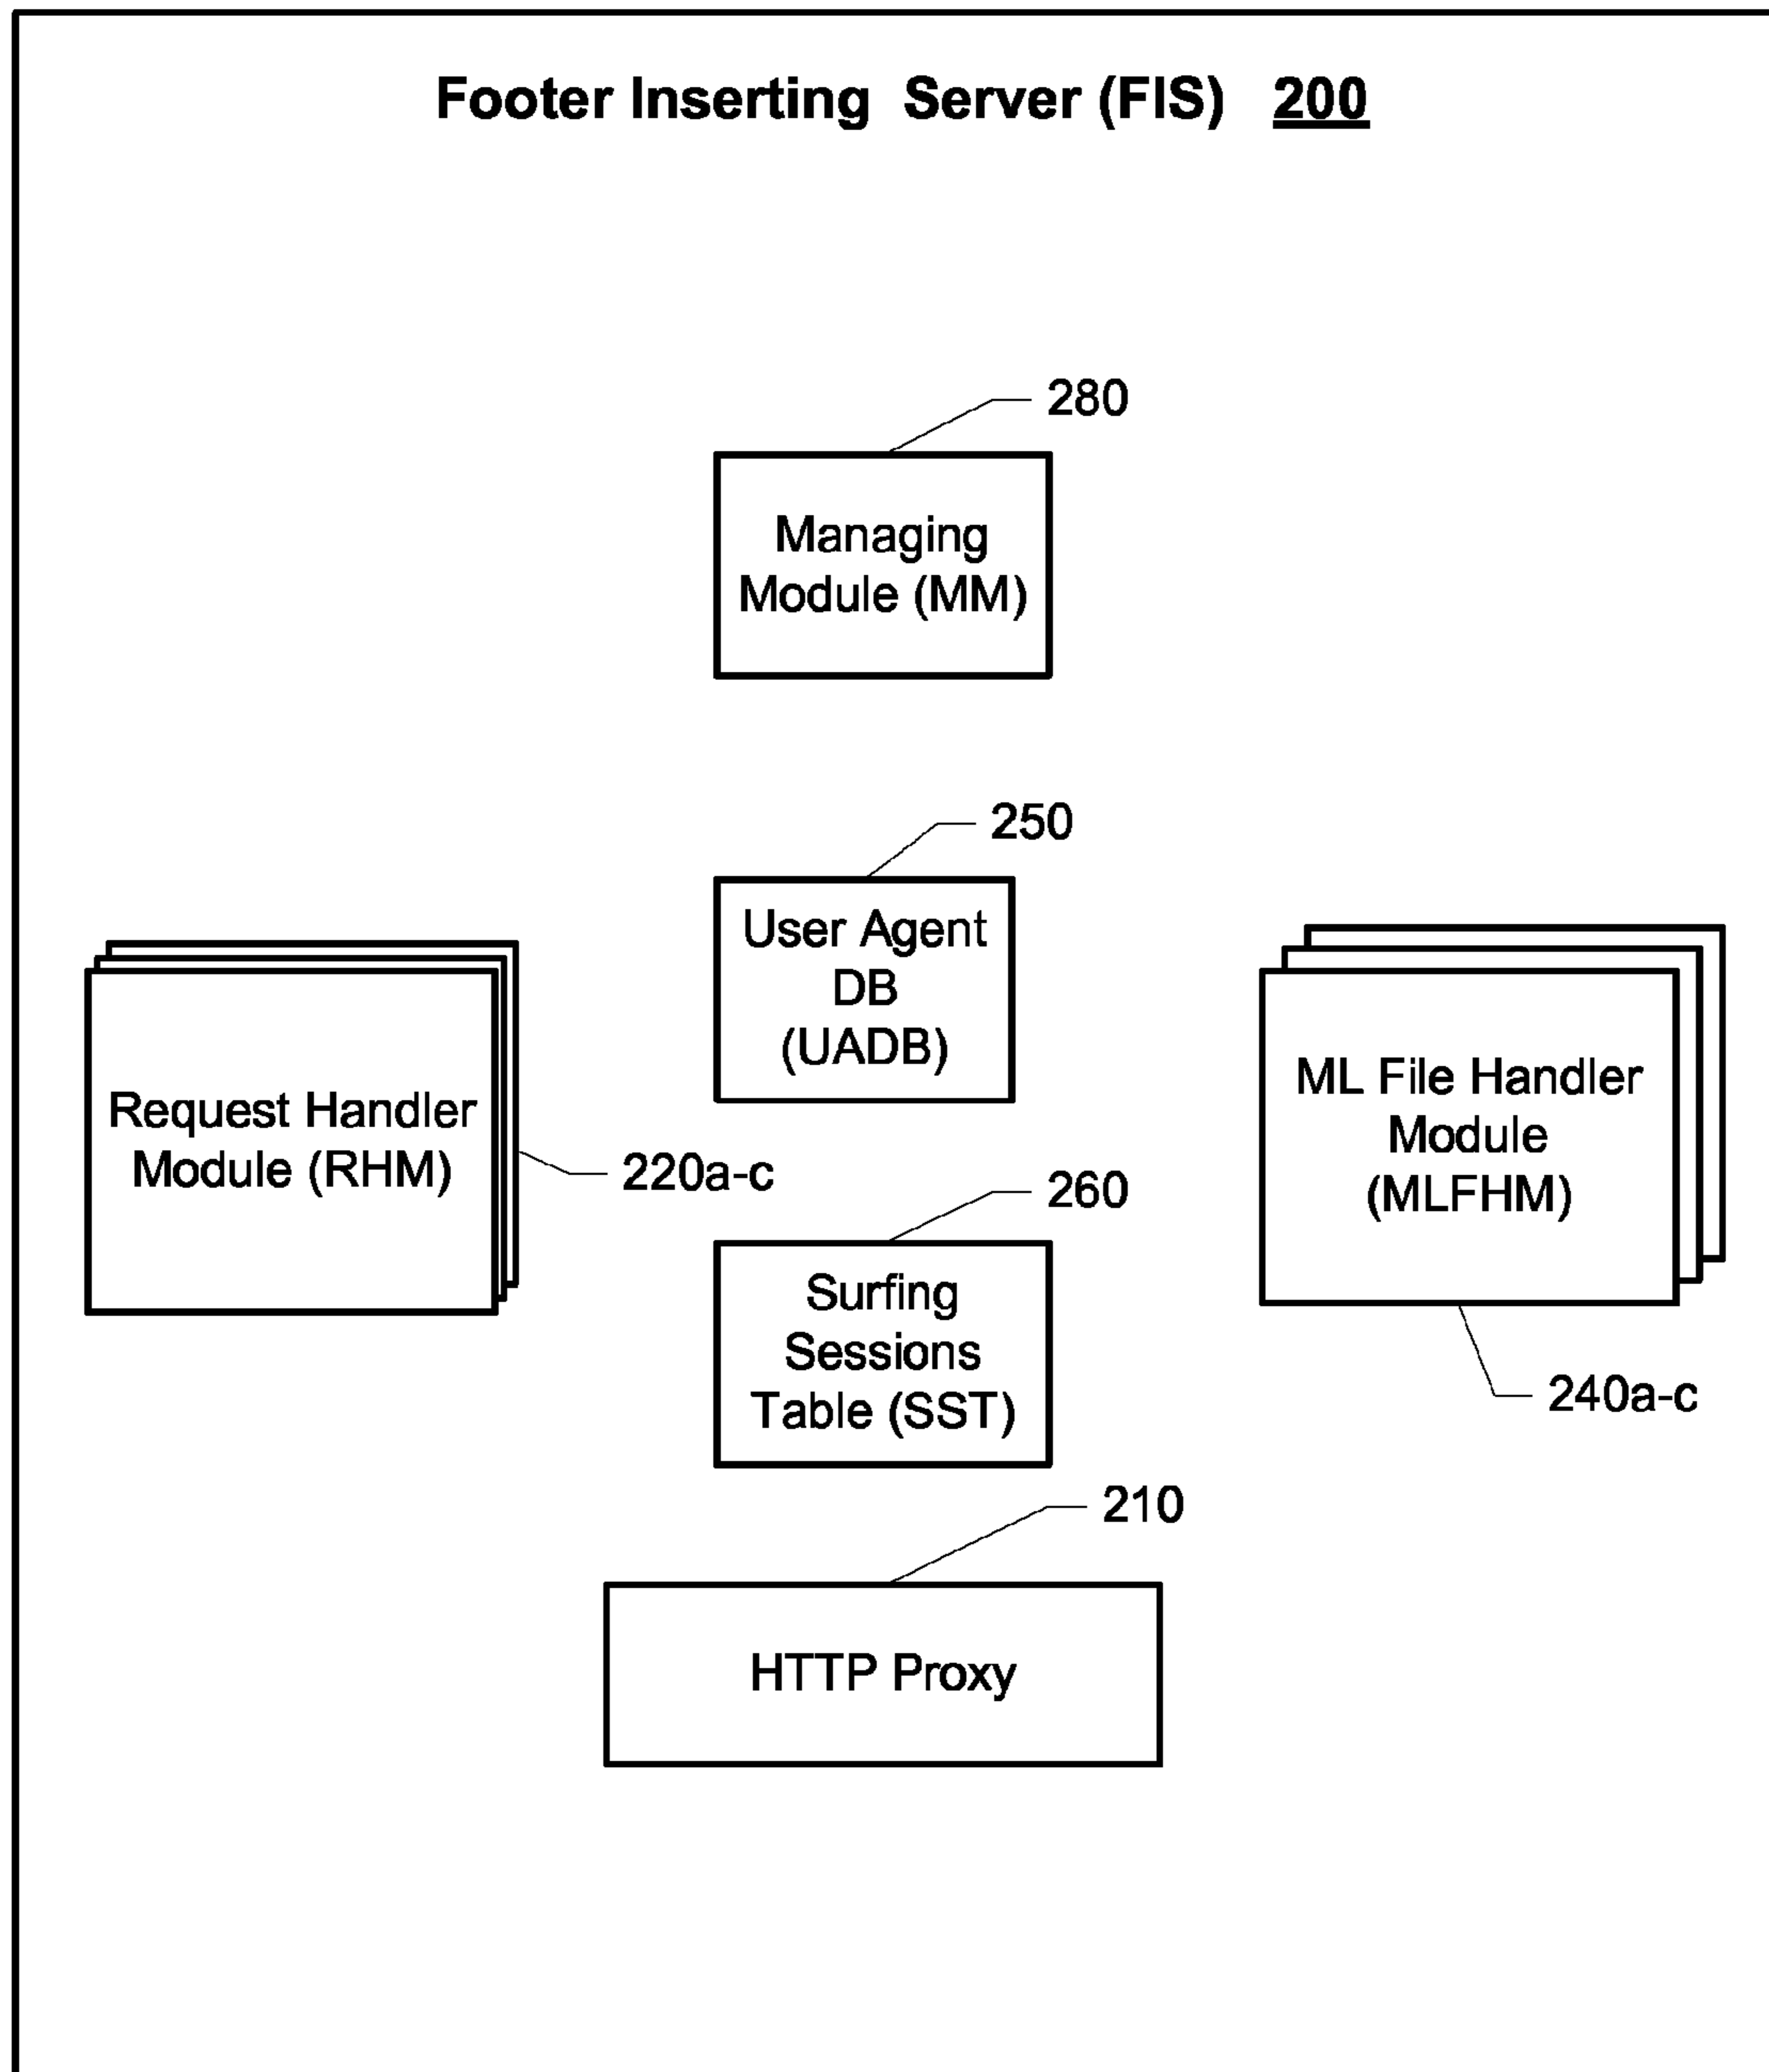 Footer Inserting Server (FIS) 200
280
Managing
Module (MM)
250
User Agent
DB
(UADB)
Request Handler
Module (RHM)
220a-c
ML File Handler
Module
(MLFHM)
240a-c
260
Surfing
Sessions
Table (SST)
210
HTTP Proxy